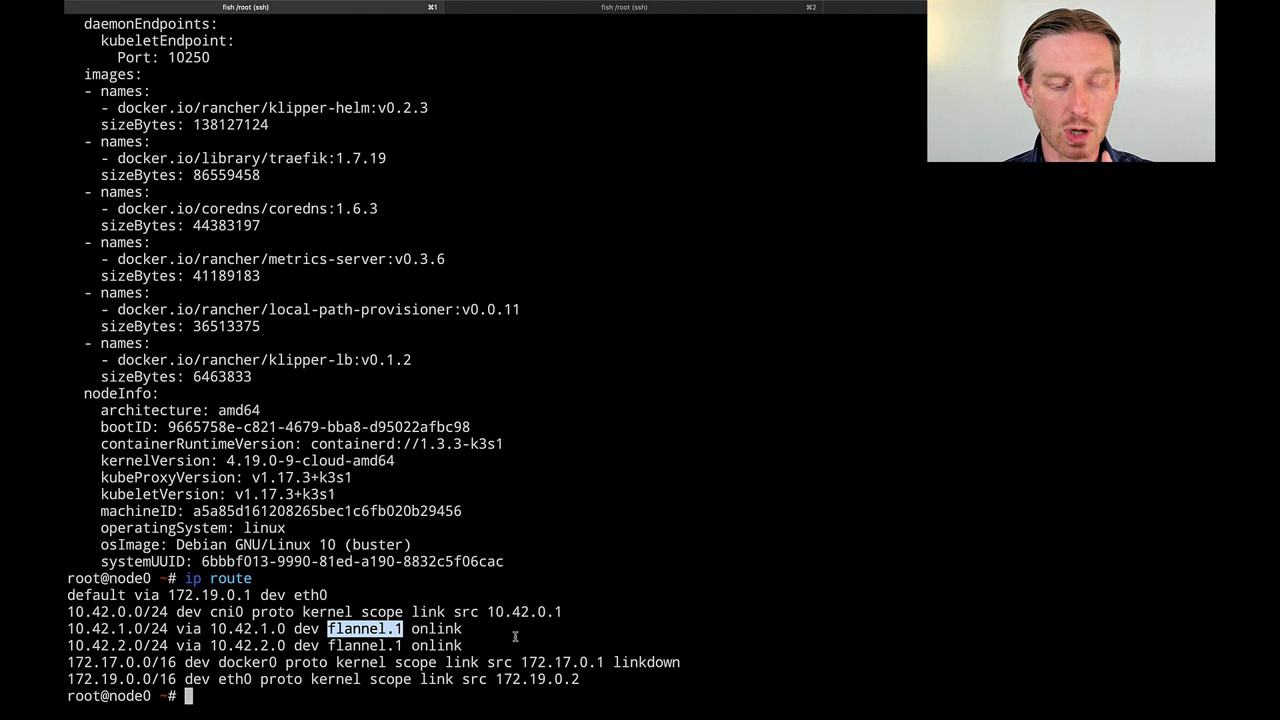 fish /root (ssh) ⌘1 fish /root (ssh) ⌘2
daemonEndpoints:
kubeletEndpoint:
Port: 10250
images:
- names:
- docker.io/rancher/klipper-helm:v0.2.3
sizeBytes: 138127124
- names:
- docker.io/library/traefik:1.7.19
sizeBytes: 86559458
- names:
- docker.io/coredns/coredns:1.6.3
sizeBytes: 44383197
- names:
- docker.io/rancher/metrics-server:v0.3.6
sizeBytes: 41189183
- names:
- docker.io/rancher/local-path-provisioner:v0.0.11
sizeBytes: 36513375
- names:
- docker.io/rancher/klipper-lb:v0.1.2
sizeBytes: 6463833
nodeInfo:
architecture: amd64
bootID: 9665758e-c821-4679-bba8-d95022afbc98
containerRuntimeVersion: containerd://1.3.3-k3s1
kernelVersion: 4.19.0-9-cloud-amd64
kubeProxyVersion: v1.17.3+k3s1
kubeletVersion: v1.17.3+k3s1
machineID: a5a85d161208265bec1c6fb020b29456
operatingSystem: linux
osImage: Debian GNU/Linux 10 (buster)
systemUUID: 6bbbf013-9990-81ed-a190-8832c5f06cac
root@node0 ~# ip route
default via 172.19.0.1 dev eth0
10.42.0.0/24 dev cni0 proto kernel scope link src 10.42.0.1
10.42.1.0/24 via 10.42.1.0 dev flannel.1 onlink
10.42.2.0/24 via 10.42.2.0 dev flannel.1 onlink
172.17.0.0/16 dev docker0 proto kernel scope link src 172.17.0.1 linkdown
172.19.0.0/16 dev eth0 proto kernel scope link src 172.19.0.2
root@node0 ~#